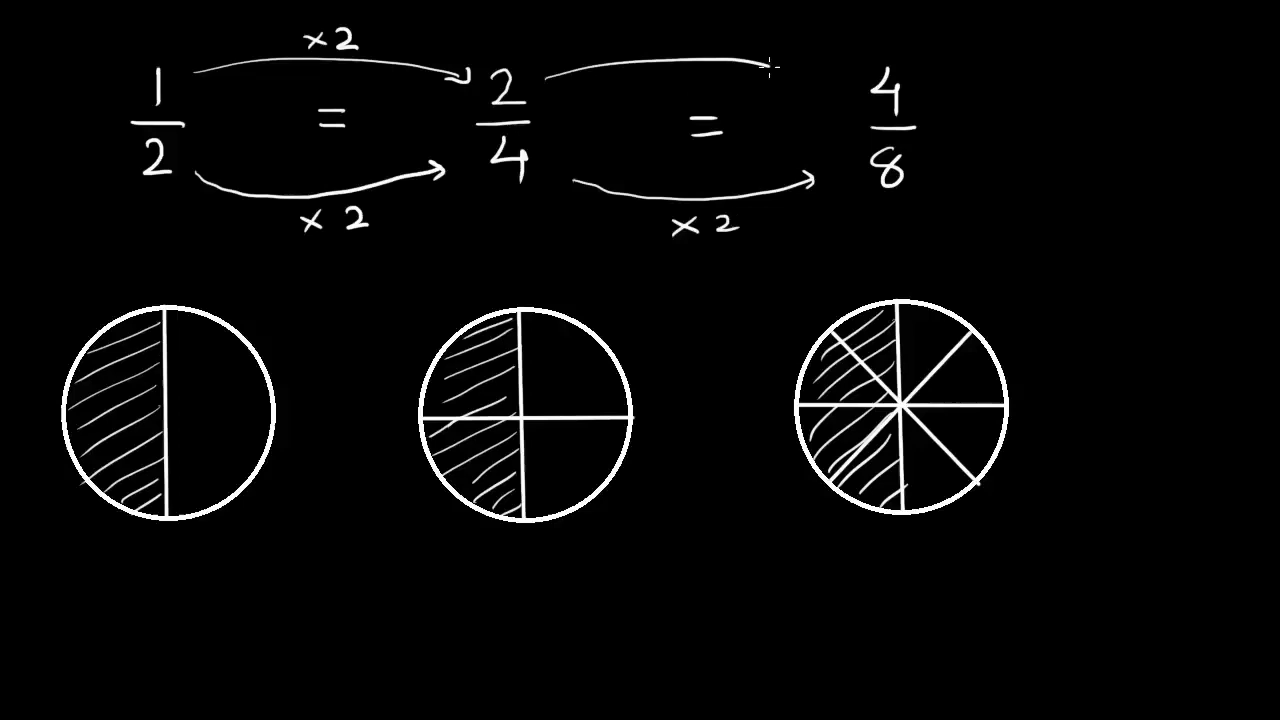 ×2
1/2 = 2/4 = 4/8
×2 ×2